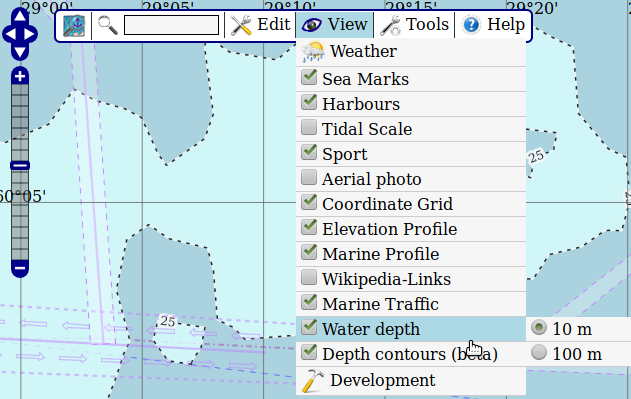 29°00'
29°05'
29°10'
29°15'
29°20'
Edit
View
Tools
Help
Weather
Sea Marks
Harbours
Tidal Scale
Sport
25
Aerial photo
60°05'
Coordinate Grid
Elevation Profile
Marine Profile
Wikipedia-Links
Marine Traffic
25
Water depth
10 m
Depth contours (beta)
100 m
Development